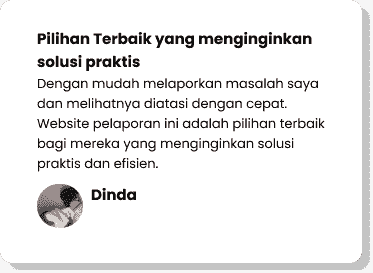 Pilihan Terbaik yang menginginkan
solusi praktis
Dengan mudah melaporkan masalah saya
dan melihatnya diatasi dengan cepat.
Website pelaporan ini adalah pilihan terbaik
bagi mereka yang menginginkan solusi
praktis dan efisien.
Dinda